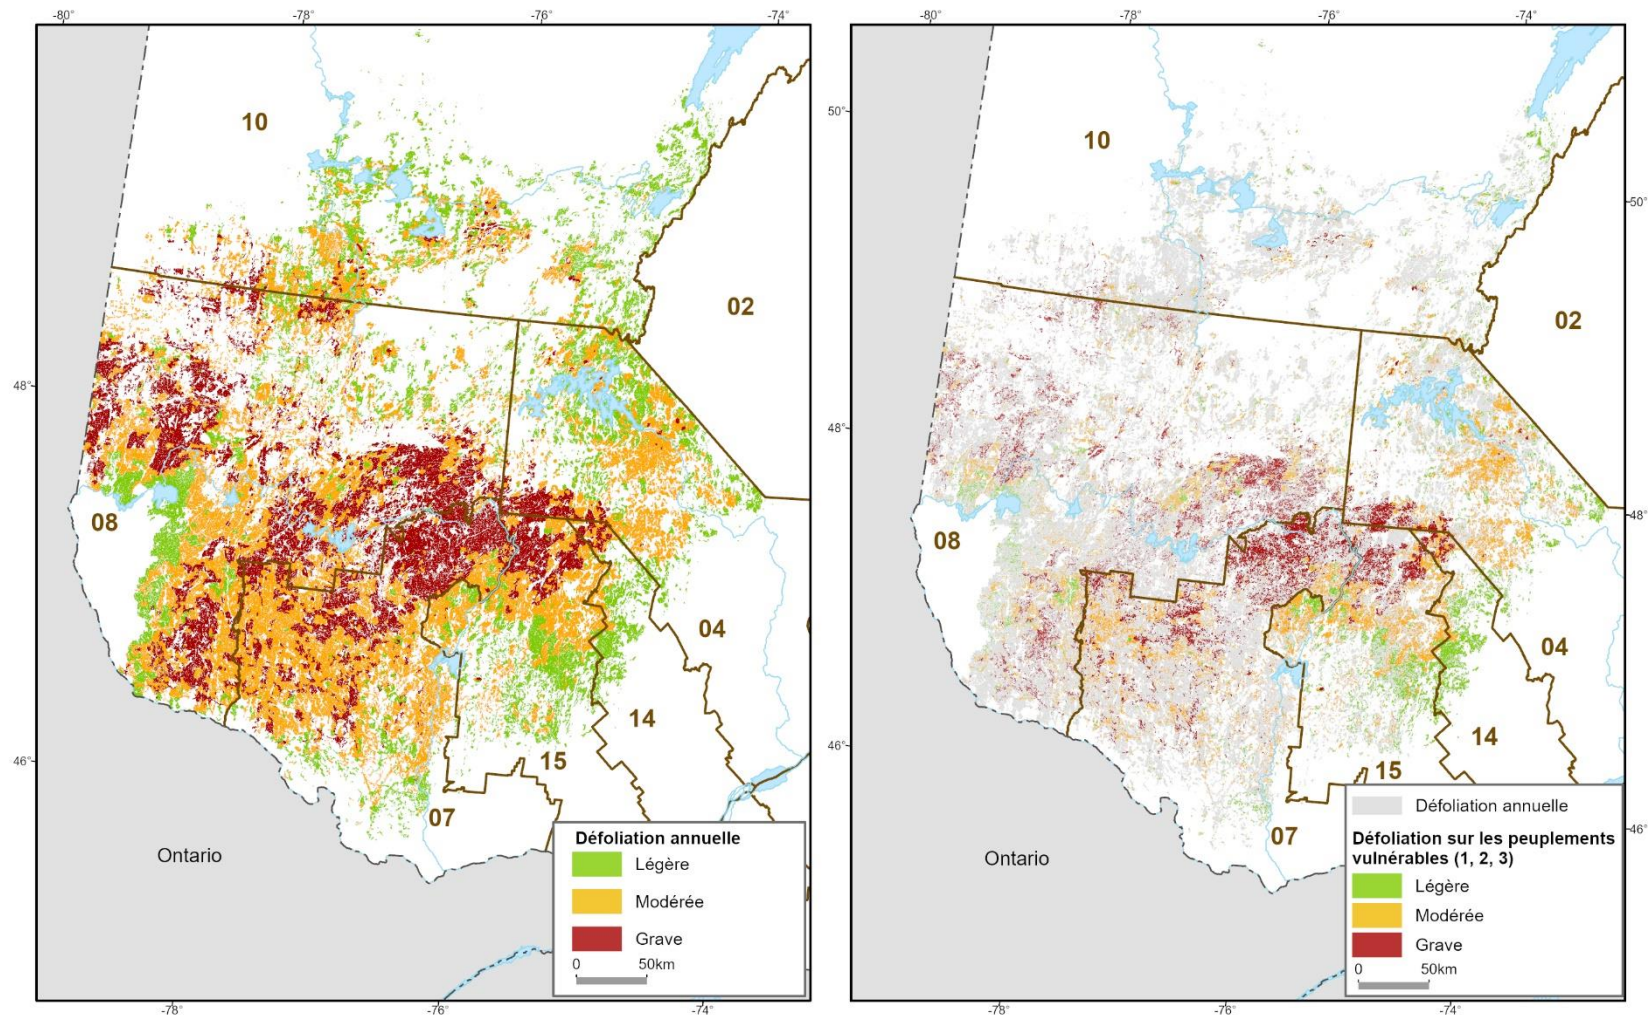 -80°
-78°
-76°
-74°
10
02
48°
08
04
14
46°
15
07
Ontario
Défoliation annuelle
Légère
Modérée
Grave
0
50km
-78°
-76°
-74°
-80°
-78°
-76°
-74°
50°
10
50°
02
48°
48°
08
04
46°
14
15
07
46°
Ontario
Défoliation annuelle
Défoliation sur les peuplements
vulnérables (1, 2, 3)
Légère
Modérée
Grave
0
50km
-78°
-76°
-74°